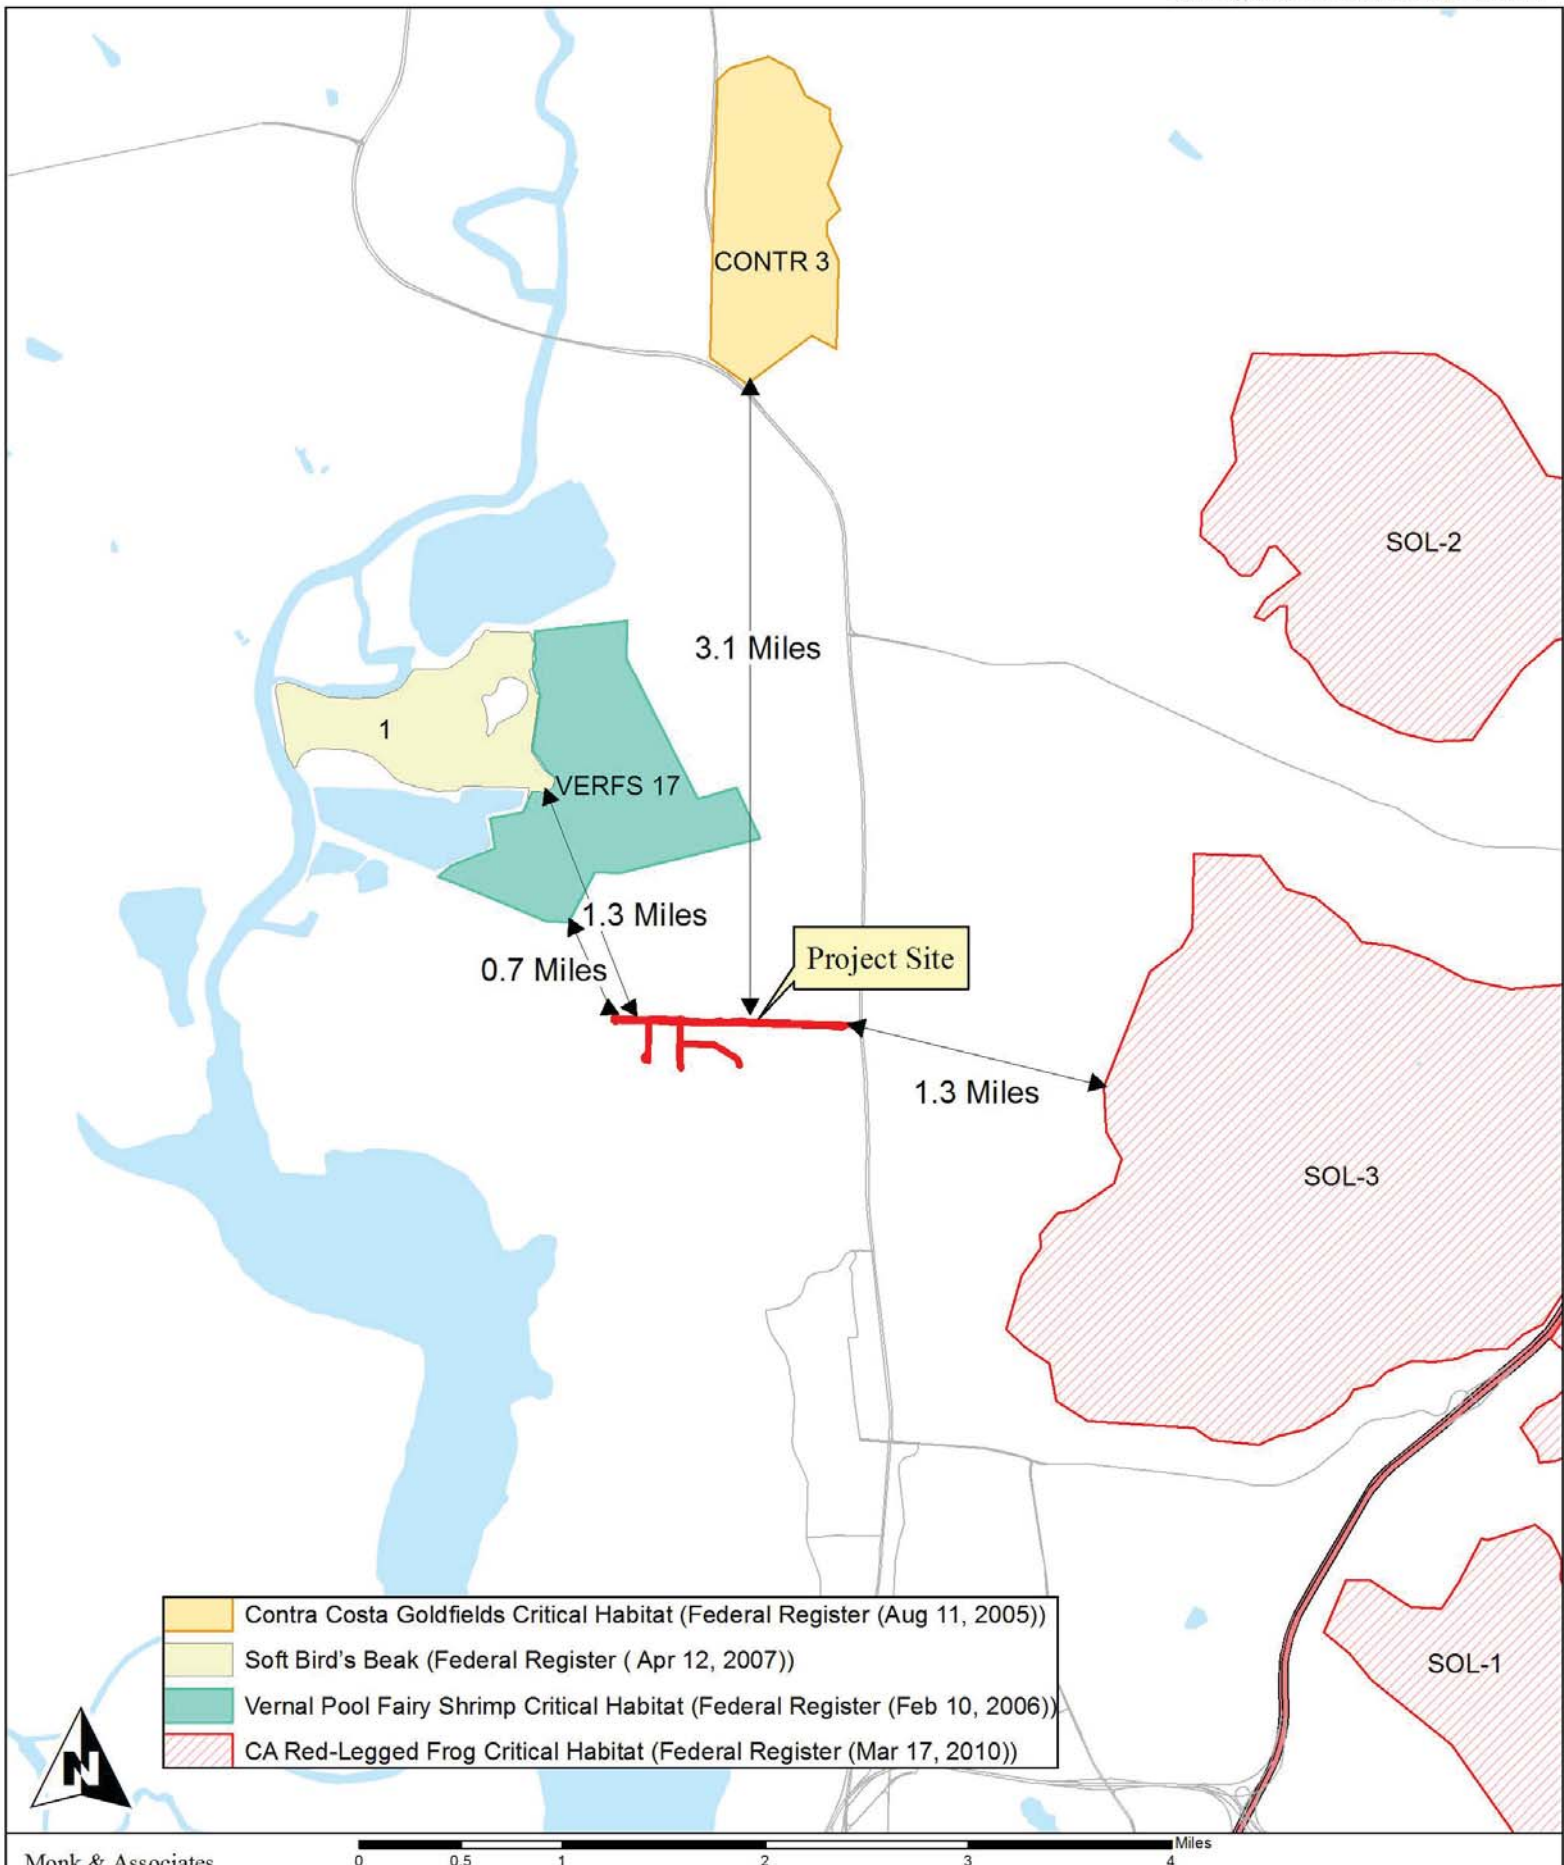 CONTR 3
SOL-2
3.1 Miles
1
VERFS 17
1.3 Miles
Project Site
0.7 Miles
1.3 Miles
SOL-3
Contra Costa Goldfields Critical Habitat (Federal Register (Aug 11, 2005))
Soft Bird's Beak (Federal Register ( Apr 12, 2007))
Vernal Pool Fairy Shrimp Critical Habitat (Federal Register (Feb 10, 2006))
CA Red-Legged Frog Critical Habitat (Federal Register (Mar 17, 2010))
SOL-1
N
Miles
Monk & Associates
0 0.5 1 2 3 4